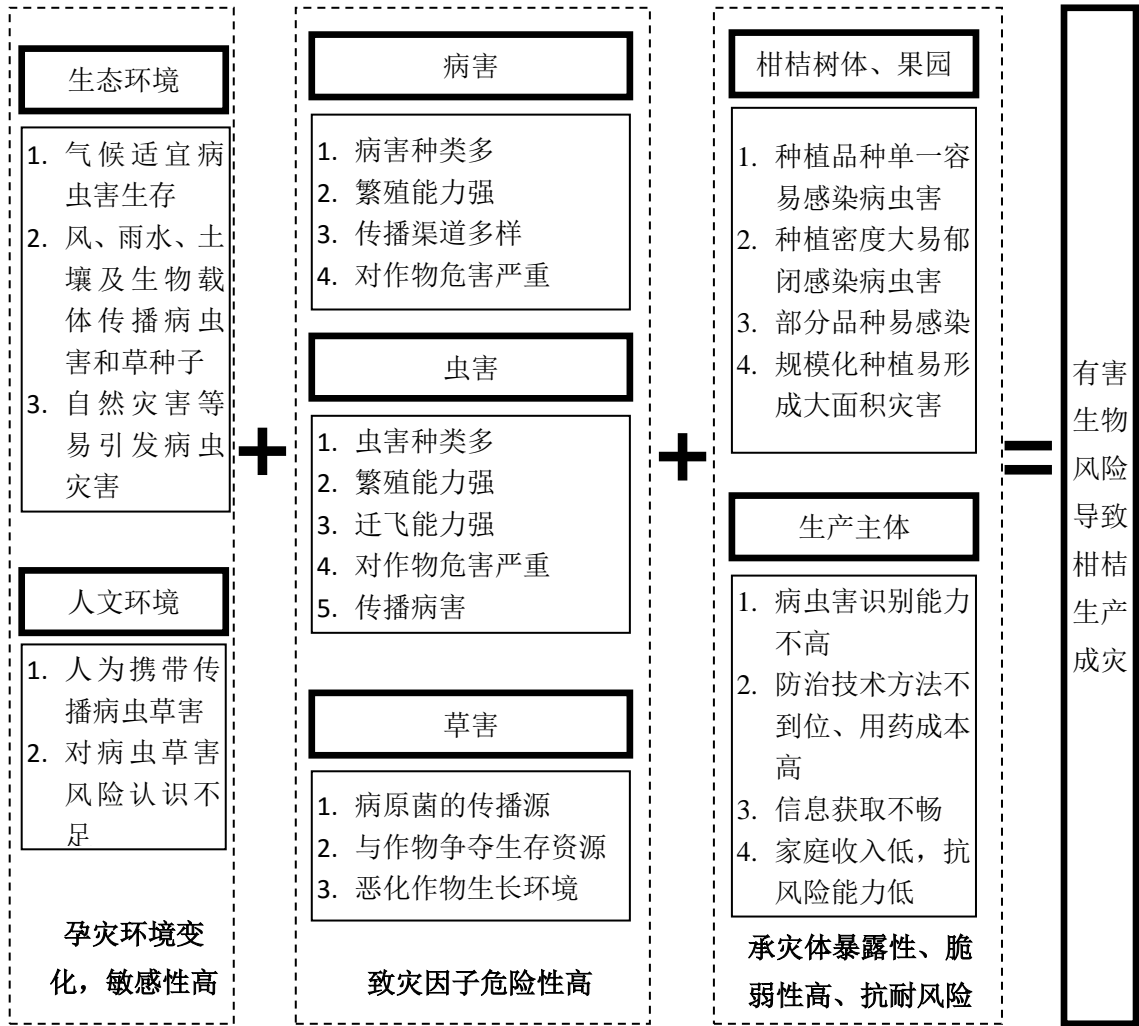 生态环境
1. 气候适宜病
虫害生存
2. 风、雨水、土
壤及生物载
体传播病虫
害和草种子
3. 自然灾害等
易引发病虫
灾害
人文环境
1. 人为携带传
播病虫草害
2. 对病虫草害
风险认识不
足
孕灾环境变
化，敏感性高
+
病害
1. 病害种类多
2. 繁殖能力强
3. 传播渠道多样
4. 对作物危害严重
虫害
1. 虫害种类多
2. 繁殖能力强
3. 迁飞能力强
4. 对作物危害严重
5. 传播病害
草害
1. 病原菌的传播源
2. 与作物争夺生存资源
3. 恶化作物生长环境
致灾因子危险性高
+
柑桔树体、果园
1. 种植品种单一容
易感染病虫害
2. 种植密度大易郁
闭感染病虫害
3. 部分品种易感染
4. 规模化种植易形
成大面积灾害
生产主体
1. 病虫害识别能力
不高
2. 防治技术方法不
到位、用药成本
高
3. 信息获取不畅
4. 家庭收入低，抗
风险能力低
承灾体暴露性、脆
弱性高、抗耐风险
=
有害
生物
风险
导致
柑桔
生产
成灾